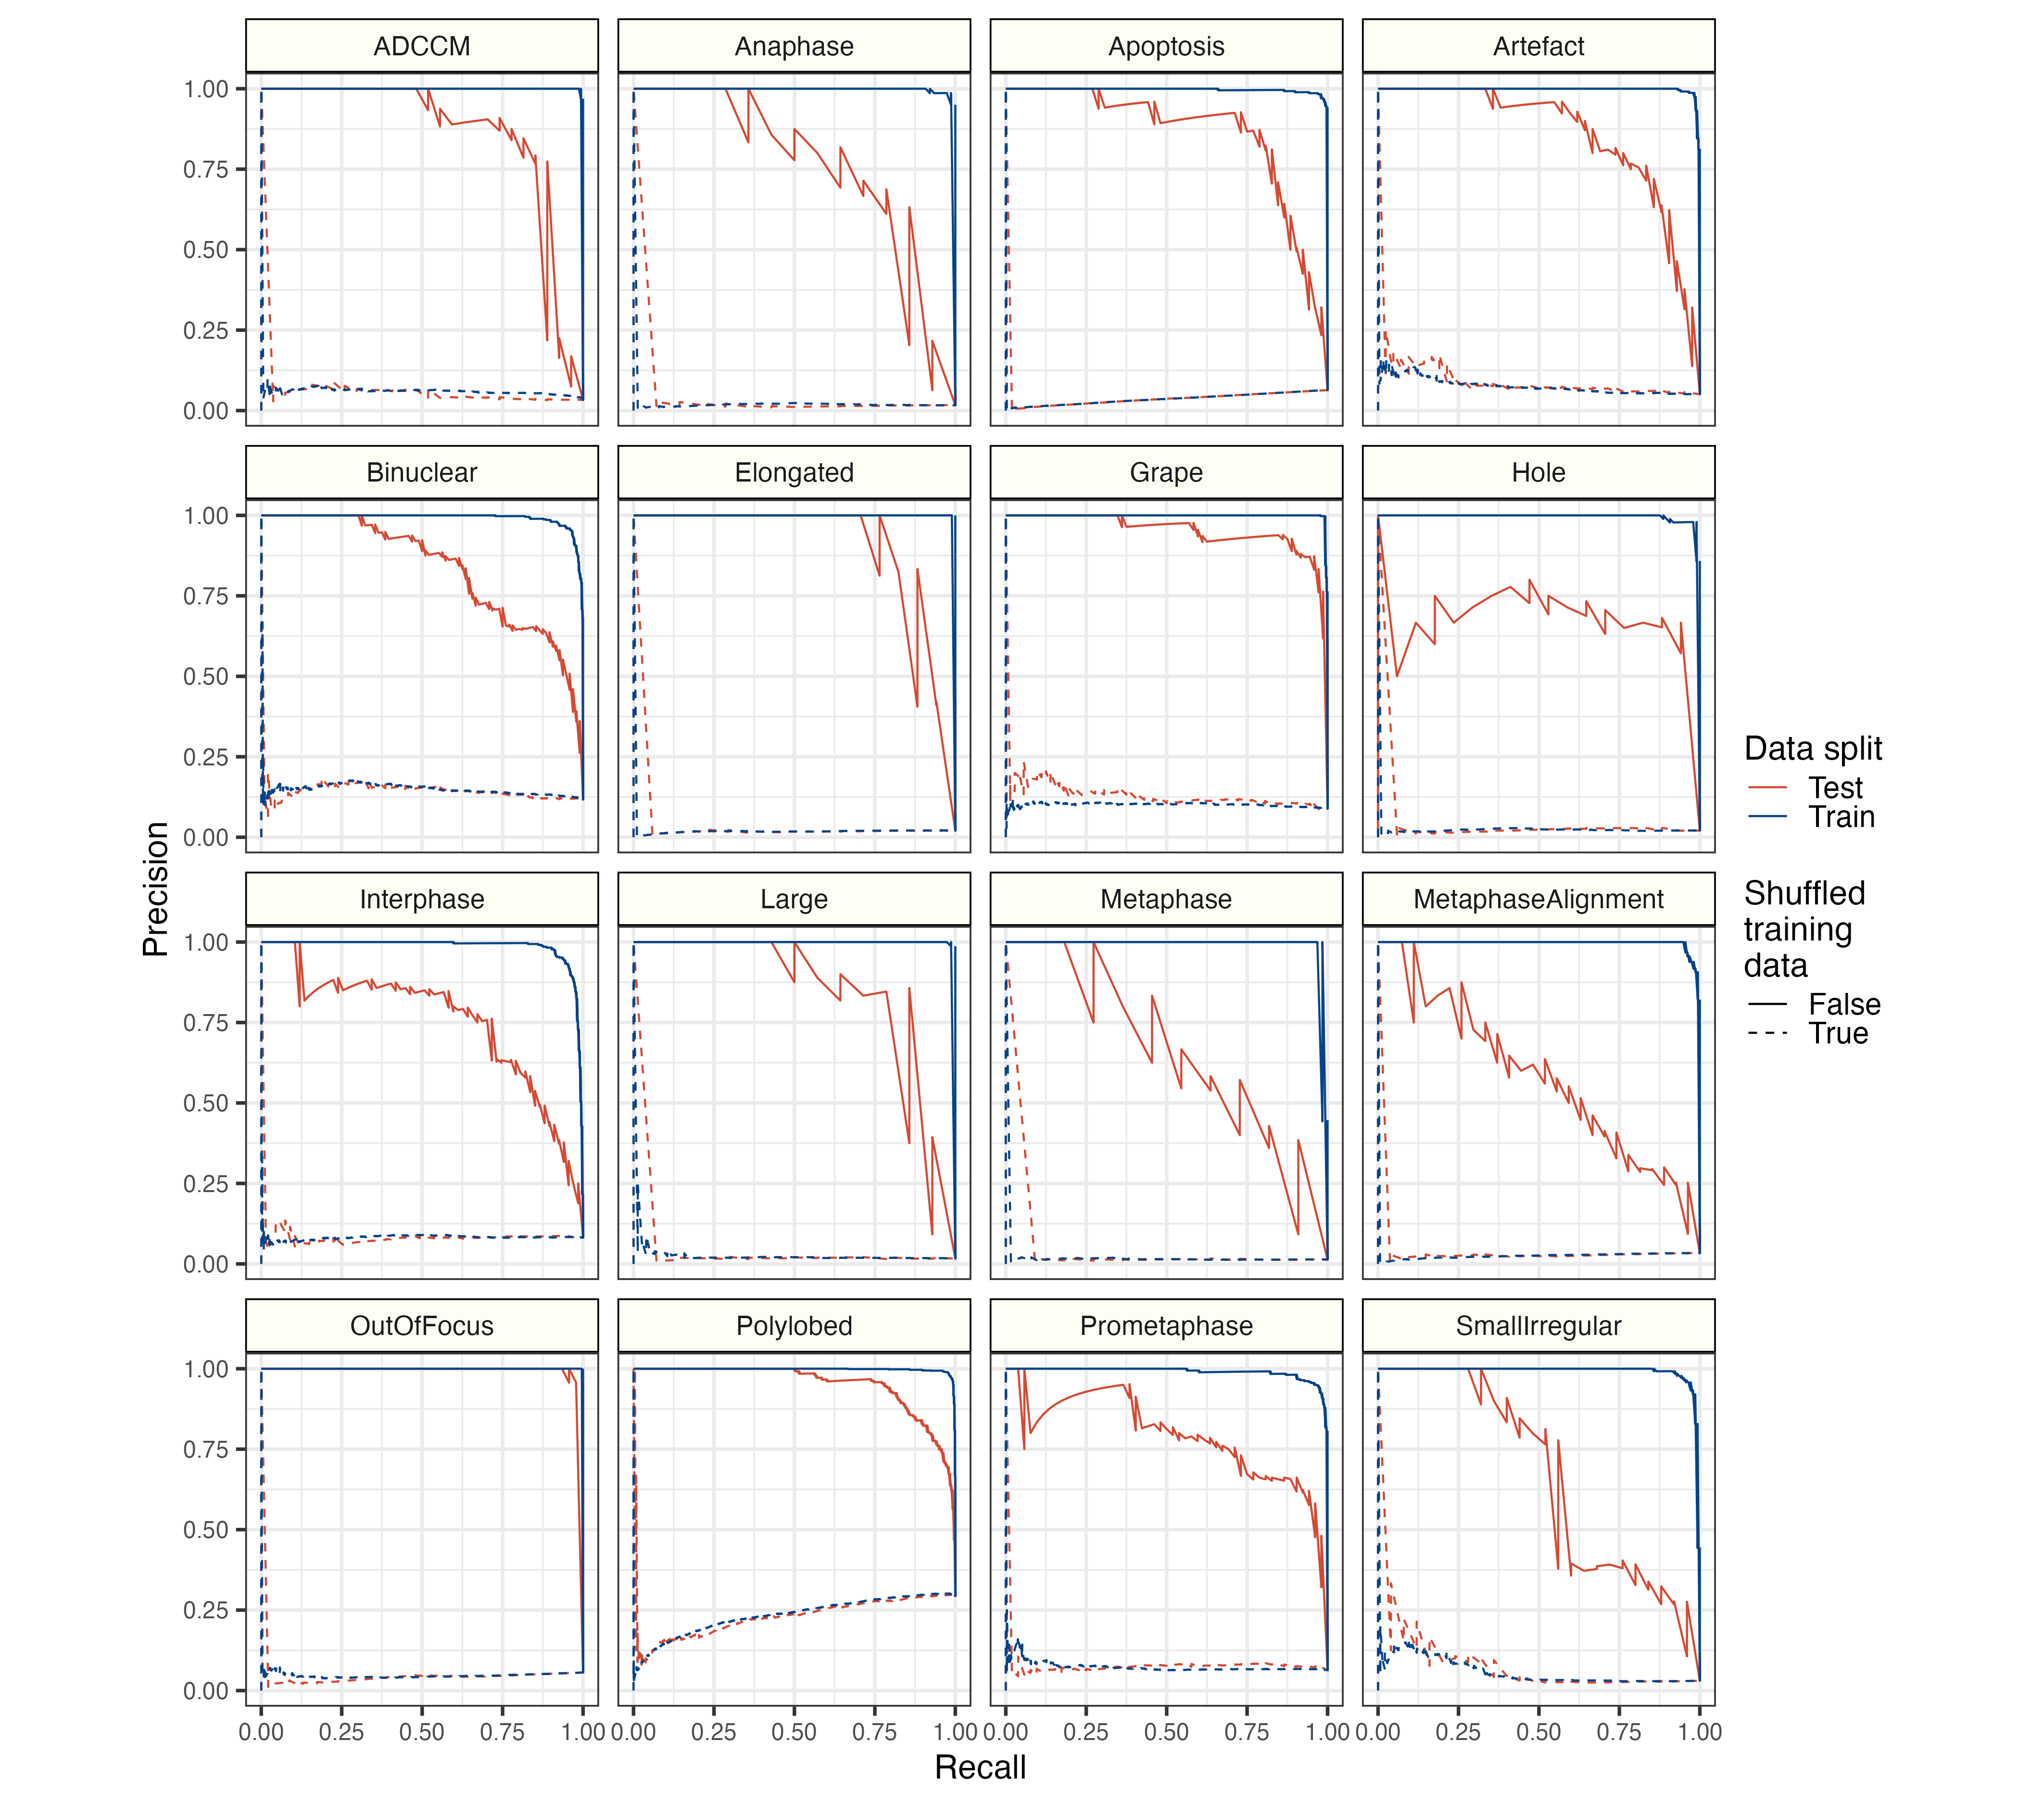 ADCCM Anaphase Apoptosis Artefact
1.00
0.75
0.50
0.25
0.00
Binuclear Elongated Grape Hole
1.00
0.75
0.50
0.25
0.00
Interphase Large Metaphase MetaphaseAlignment
1.00
0.75
0.50
0.25
0.00
OutOfFocus Polylobed Prometaphase SmallIrregular
1.00
0.75
0.50
0.25
0.00
0.00 0.25 0.50 0.75 1.00 0.00 0.25 0.50 0.75 1.00 0.00 0.25 0.50 0.75 1.00 0.00 0.25 0.50 0.75 1.00
Recall
Precision
Data split
Test
Train
Shuffled
training
data
False
True